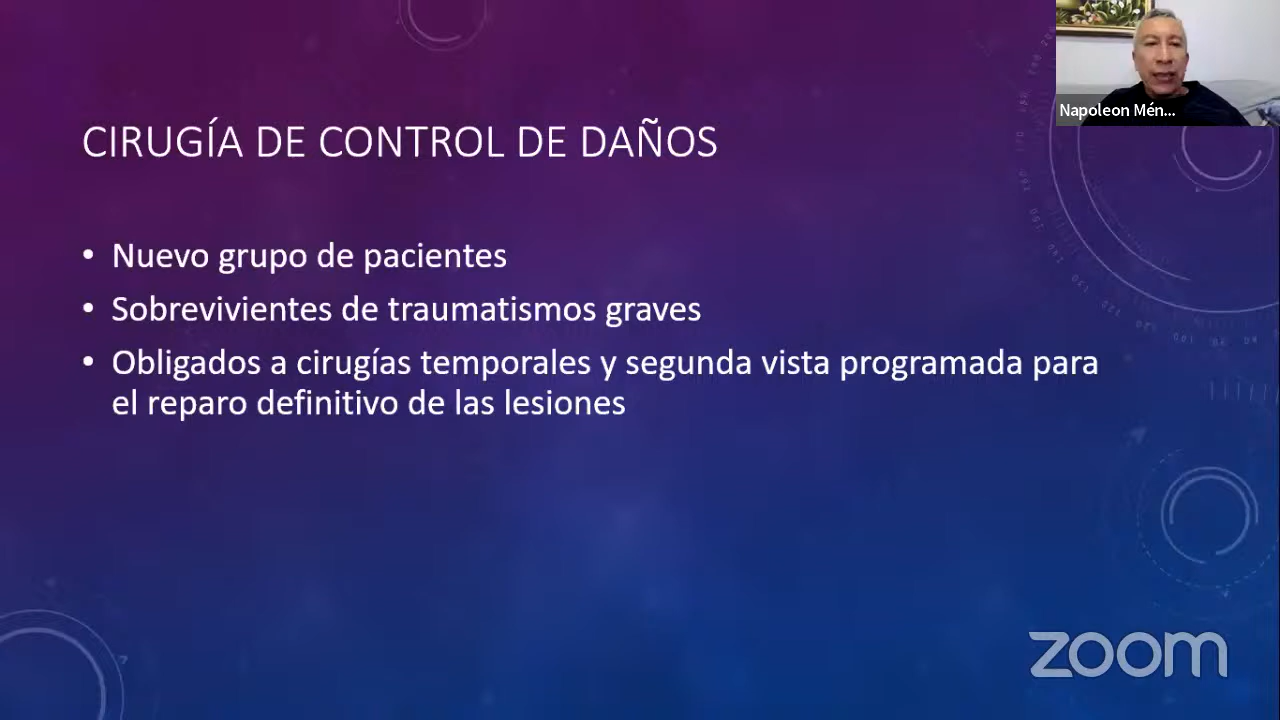 Napoleon Mén...
CIRUGÍA DE CONTROL DE DAÑOS
• Nuevo grupo de pacientes
• Sobrevivientes de traumatismos graves
• Obligados a cirugías temporales y segunda vista programada para
el reparo definitivo de las lesiones
zoom